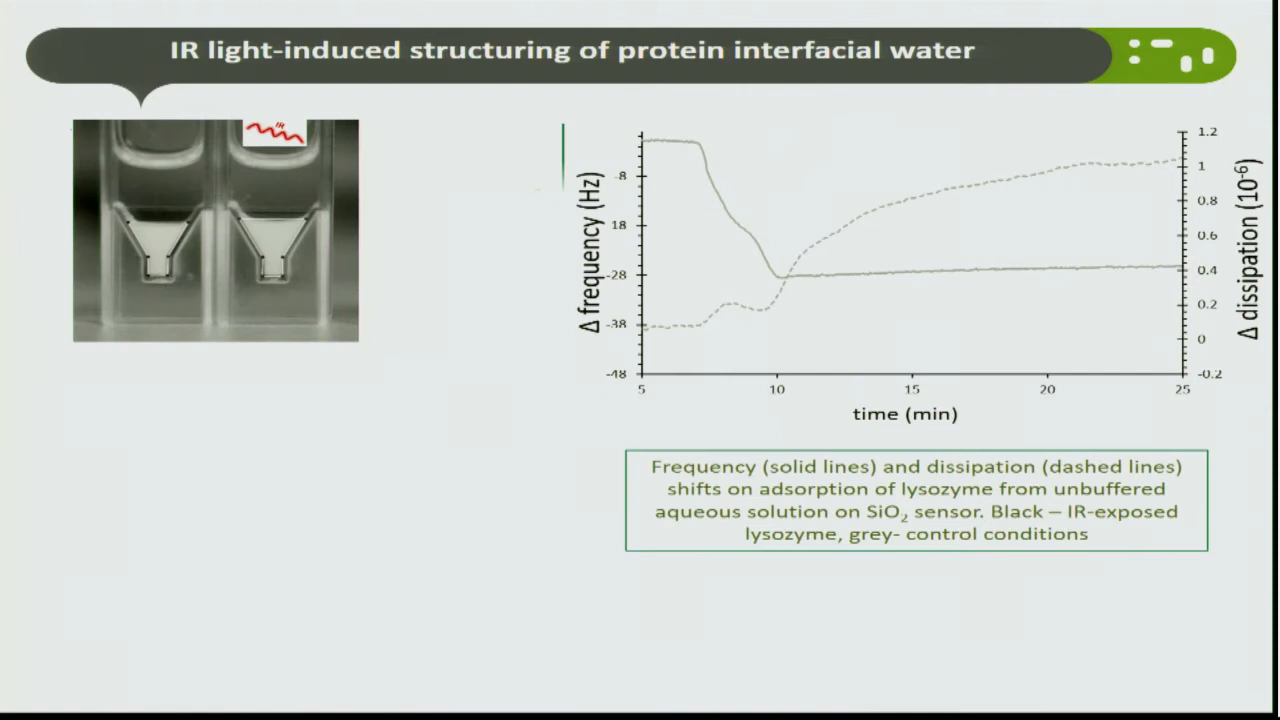 IR light-induced structuring of protein interfacial water
IR
Δ frequency (Hz)
-8
18
-28
-38
-48
5
10
15
20
25
time (min)
1.2
1
0.8
0.6
0.4
0.2
0
-0.2
Δ dissipation (10-6)
Frequency (solid lines) and dissipation (dashed lines)
shifts on adsorption of lysozyme from unbuffered
aqueous solution on SiO2 sensor. Black – IR-exposed
lysozyme, grey- control conditions